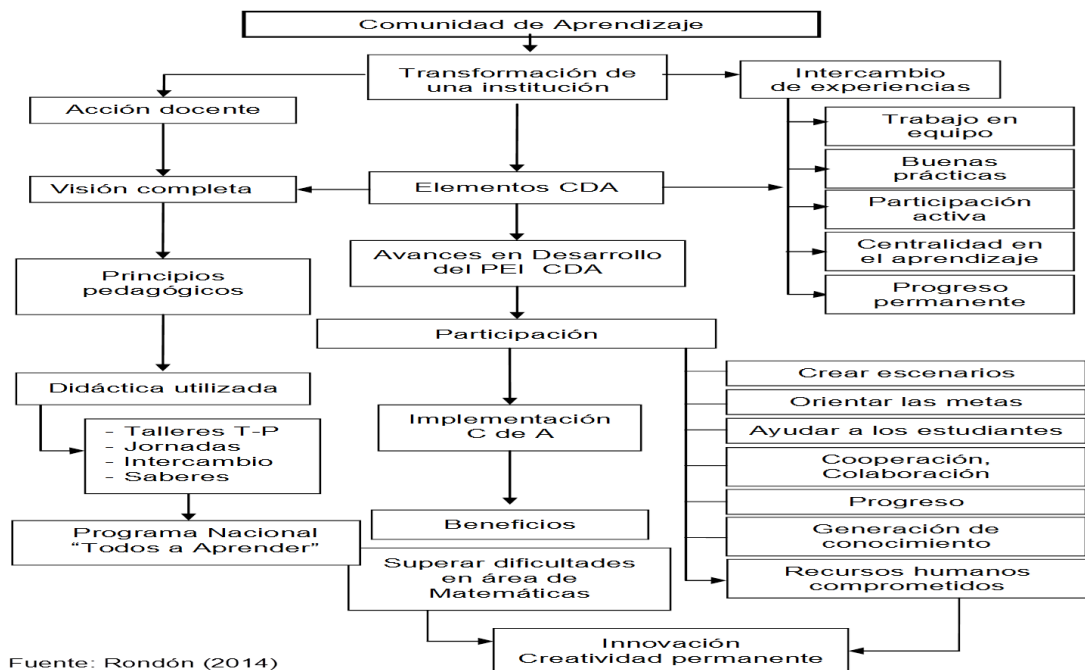 Comunidad de Aprendizaje
Transformación de
una institución
Intercambio
de experiencias
Acción docente
Trabajo en
equipo
Buenas
prácticas
Visión completa
Elementos CDA
Participación
activa
Avances en Desarrollo
del PEI CDA
Centralidad en
el aprendizaje
Principios
pedagógicos
Progreso
permanente
Participación
Didáctica utilizada
Crear escenarios
Orientar las metas
Implementación
C de A
Ayudar a los estudiantes
- Talleres T-P
- Jornadas
- Intercambio
- Saberes
Cooperación,
Colaboración
Progreso
Programa Nacional
“Todos a Aprender”
Beneficios
Generación de
conocimiento
Superar dificultades
en área de
Matemáticas
Recursos humanos
comprometidos
Innovación
Creatividad permanente
Fuente: Rondón (2014)